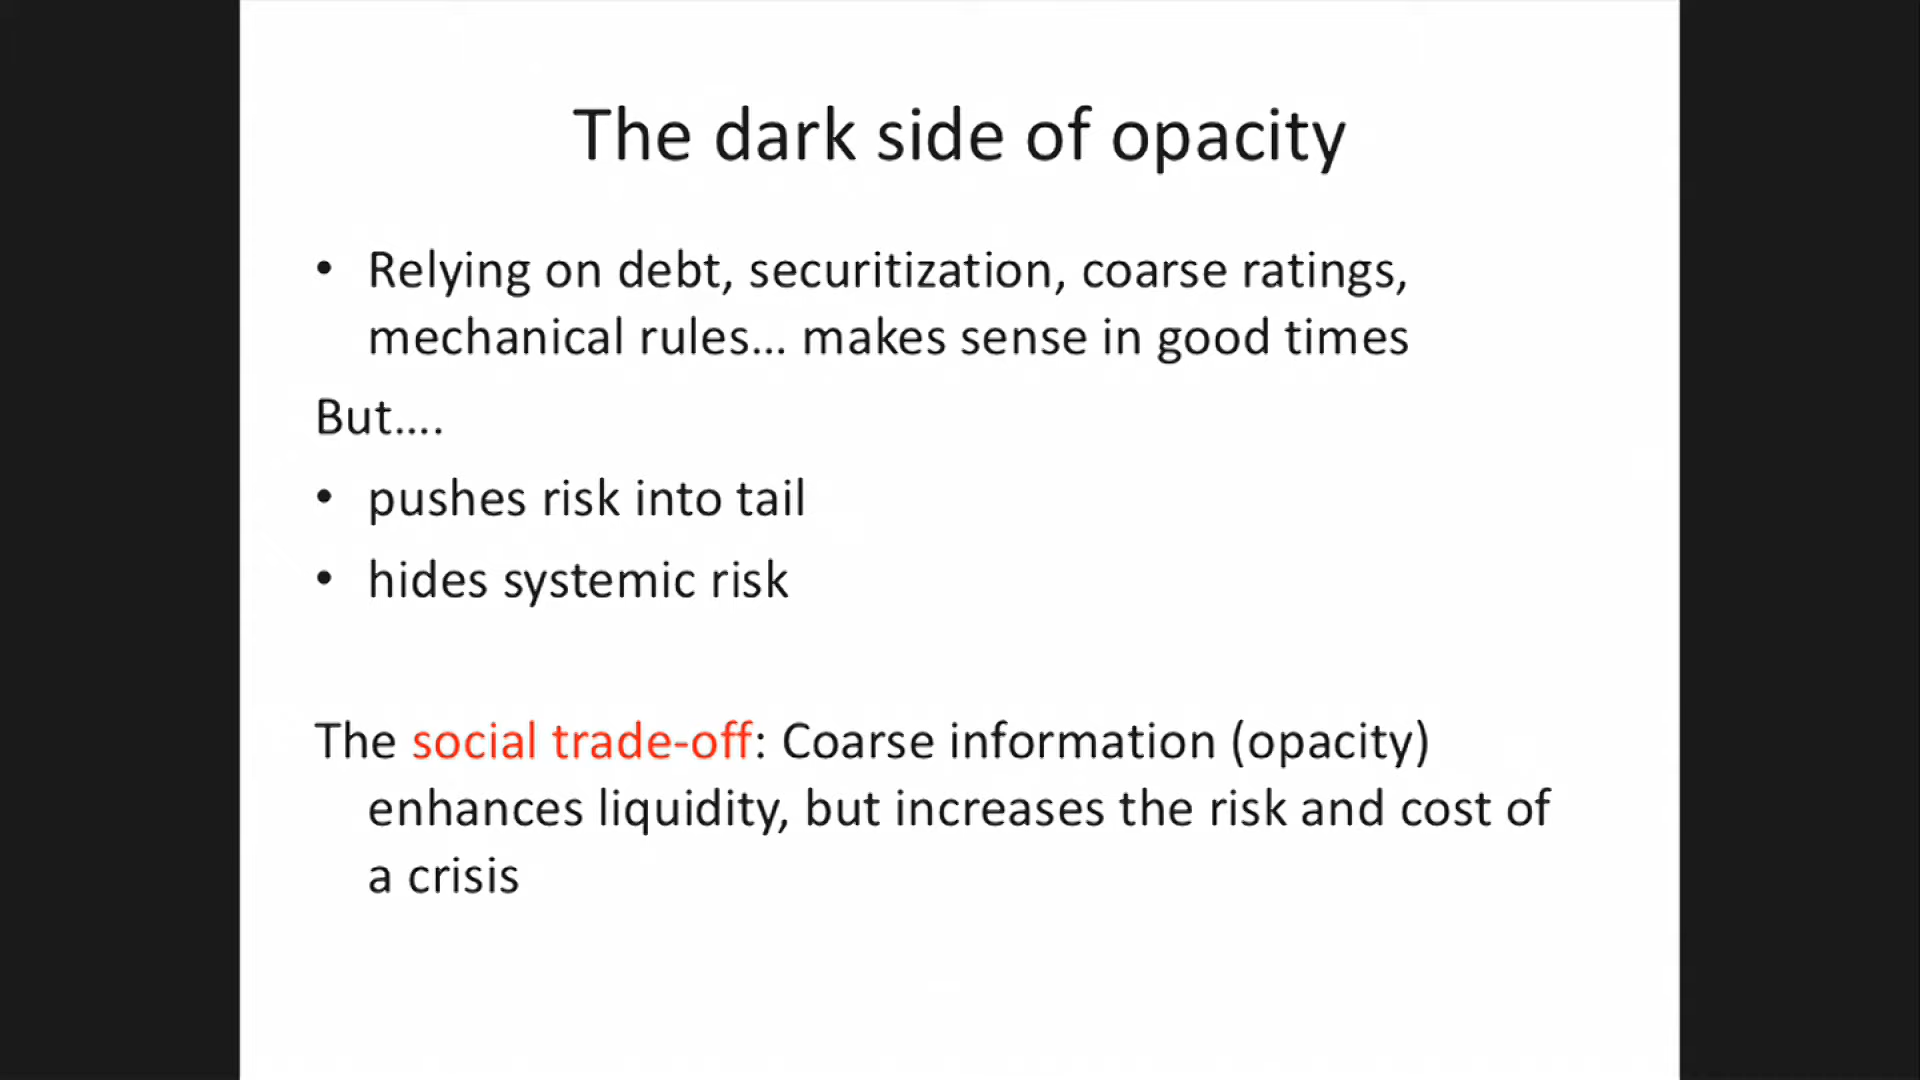 The dark side of opacity
• Relying on debt, securitization, coarse ratings,
mechanical rules... makes sense in good times
But....
• pushes risk into tail
• hides systemic risk
The social trade-off: Coarse information (opacity)
enhances liquidity, but increases the risk and cost of
a crisis